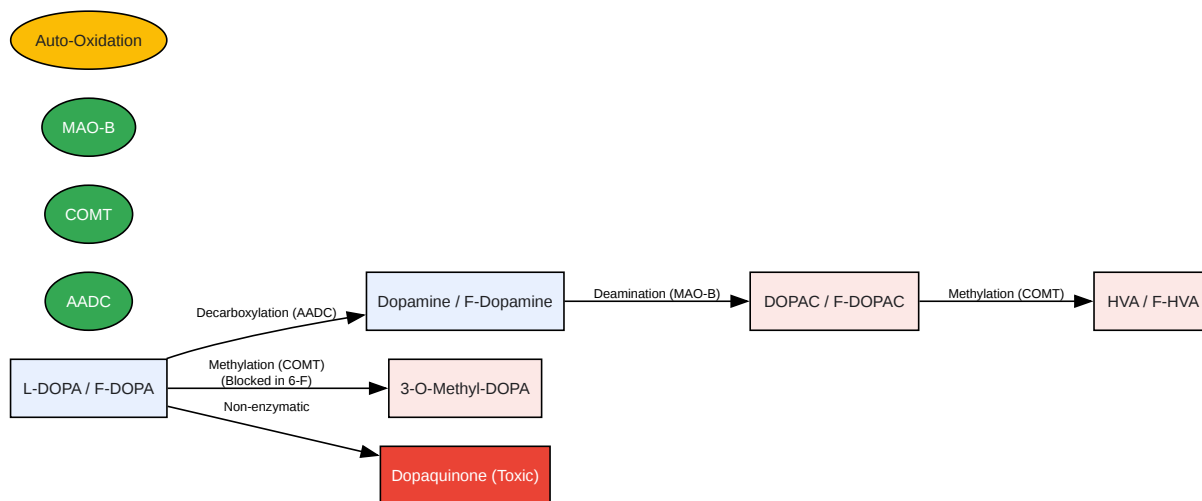 Auto-Oxidation
MAO-B
COMT
AADC
Dopamine / F-Dopamine
Deamination (MAO-B)
DOPAC / F-DOPAC
Methylation (COMT)
HVA / F-HVA
Decarboxylation (AADC)
L-DOPA / F-DOPA
Methylation (COMT)
(Blocked in 6-F)
3-O-Methyl-DOPA
Non-enzymatic
Dopaquinone (Toxic)